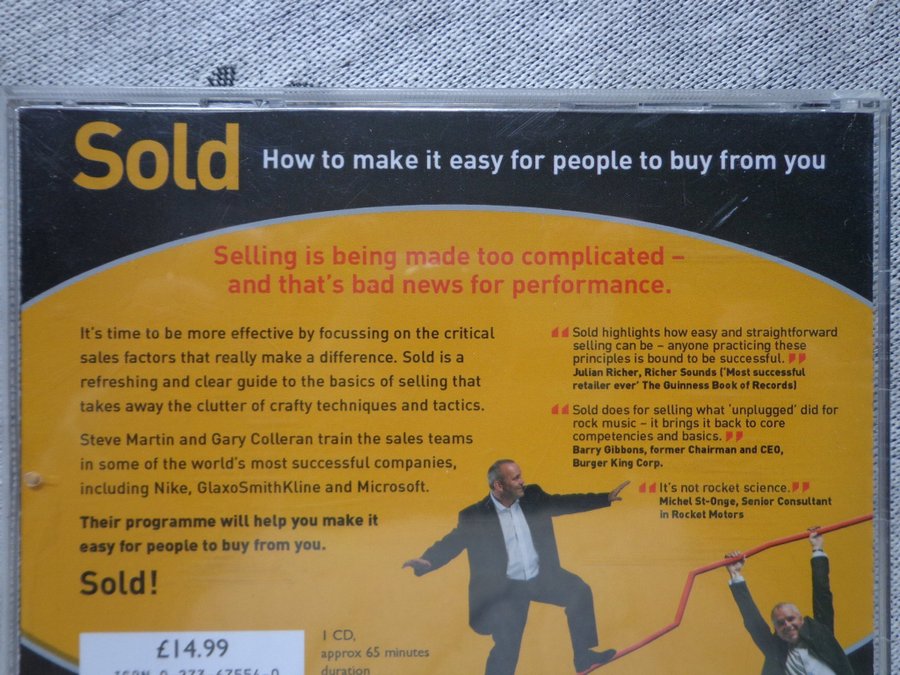 Sold How to make it easy for people to buy from you
Selling is being made too complicated –
and that's bad news for performance.
It's time to be more effective by focussing on the critical
sales factors that really make a difference. Sold is a
refreshing and clear guide to the basics of selling that
takes away the clutter of crafty techniques and tactics.
Steve Martin and Gary Colleran train the sales teams
in some of the world's most successful companies,
including Nike, GlaxoSmithKline and Microsoft.
Their programme will help you make it
easy for people to buy from you.
Sold!
“Sold highlights how easy and straightforward
selling can be – anyone practicing these
principles is bound to be successful.”
Julian Richer, Richer Sounds ('Most successful
retailer ever' The Guinness Book of Records)
“Sold does for selling what 'unplugged' did for
rock music – it brings it back to core
competencies and basics.”
Barry Gibbons, former Chairman and CEO,
Burger King Corp.
“It's not rocket science.”
Michel St-Onge, Senior Consultant
in Rocket Motors
£14.99
ISBN 0 273 67556 0
1 CD,
approx 65 minutes
duration